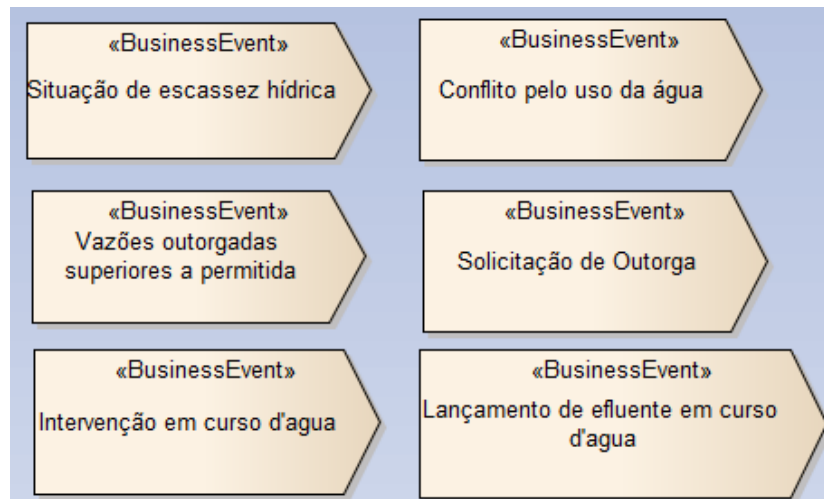 «BusinessEvent»
Situação de escassez hídrica
«BusinessEvent»
Conflito pelo uso da água
«BusinessEvent»
Vazões outorgadas
superiores a permitida
«BusinessEvent»
Solicitação de Outorga
«BusinessEvent»
Intervenção em curso d'agua
«BusinessEvent»
Lançamento de efluente em curso
d'agua